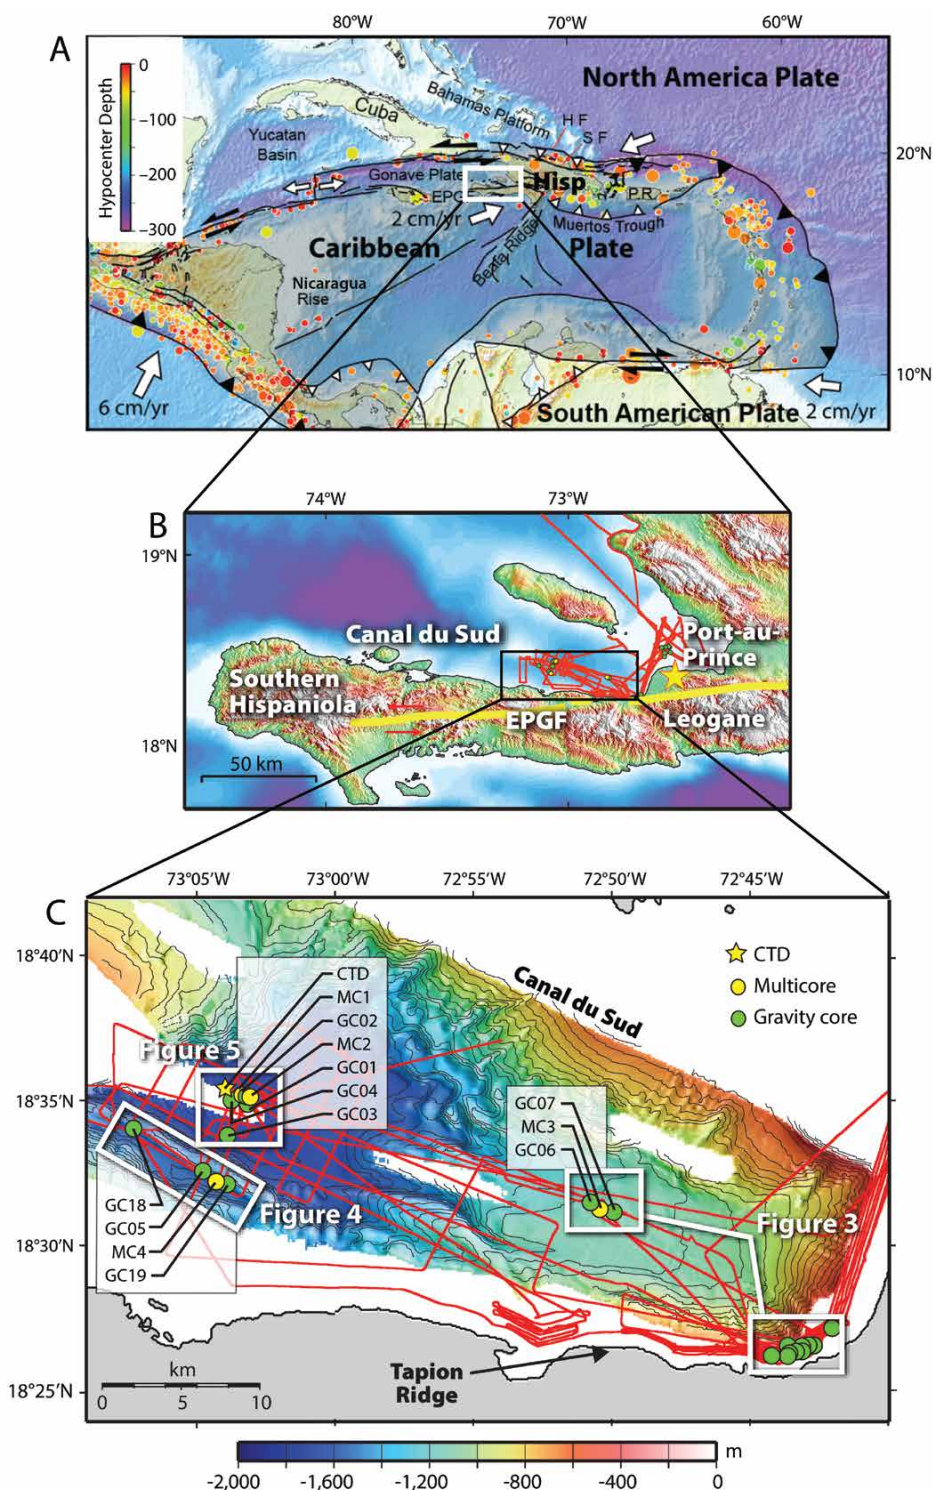 80°W 70°W 60°W
A
Hypocenter Depth
0
−100
−200
−300
North America Plate
Bahamas Platform
Cuba
H F
S F
Yucatan
Basin
20°N
Gonave Plate
Hisp
P.R.
2 cm/yr
Muertos Trough
Caribbean Plate
Beata Ridge
Nicaragua
Rise
10°N
6 cm/yr
South American Plate
2 cm/yr
74°W 73°W
B
19°N
Canal du Sud
Port-au-
Prince
Southern
Hispaniola
EPGF
Leogane
18°N
50 km
73°05'W 73°00'W 72°55'W 72°50'W 72°45'W
C
18°40'N
Canal du Sud
CTD
Multicore
Gravity core
CTD
MC1
GC02
MC2
GC01
GC04
GC03
Figure 5
18°35'N
GC07
MC3
GC06
GC18
GC05
MC4
GC19
Figure 4
Figure 3
18°30'N
km
0 5 10
Tapion
Ridge
18°25'N
m
-2,000 -1,600 -1,200 -800 -400 0